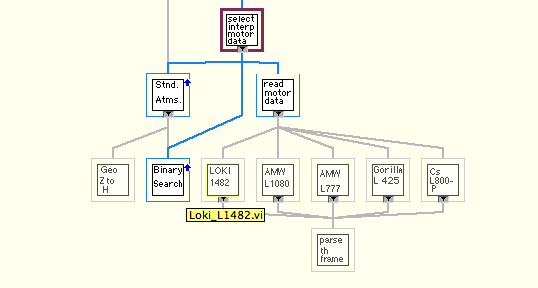 select
interp
motor
data
Stnd.
Atms.
read
motor
data
Geo
Z to
H
Binary
Search
LOKI
1482
AMW
L1080
AMW
L777
Gorilla
L 425
Cs
L800-
P
Loki_L1482.vi
parse
th
frame